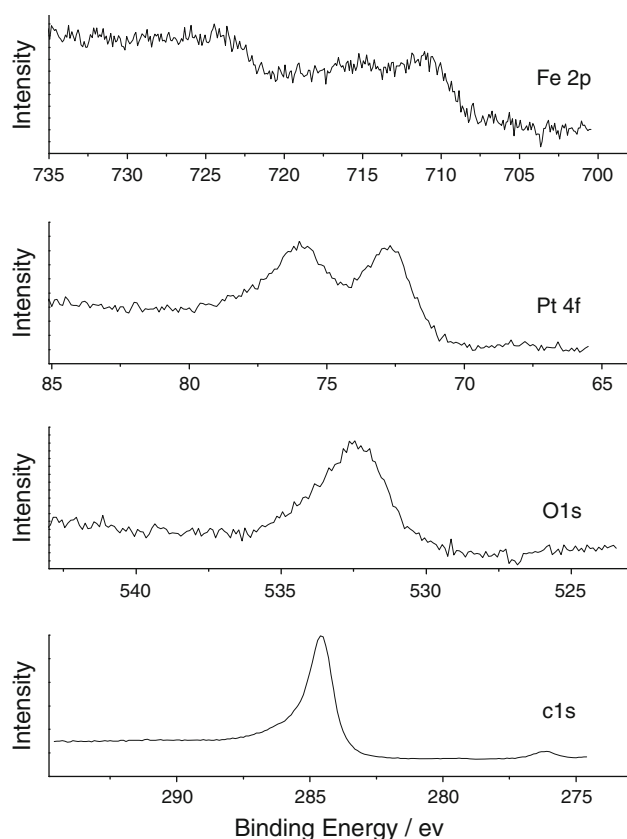 Intensity
Fe 2p
735 730 725 720 715 710 705 700
Intensity
Pt 4f
85 80 75 70 65
Intensity
O1s
540 535 530 525
Intensity
c1s
290 285 280 275
Binding Energy / ev